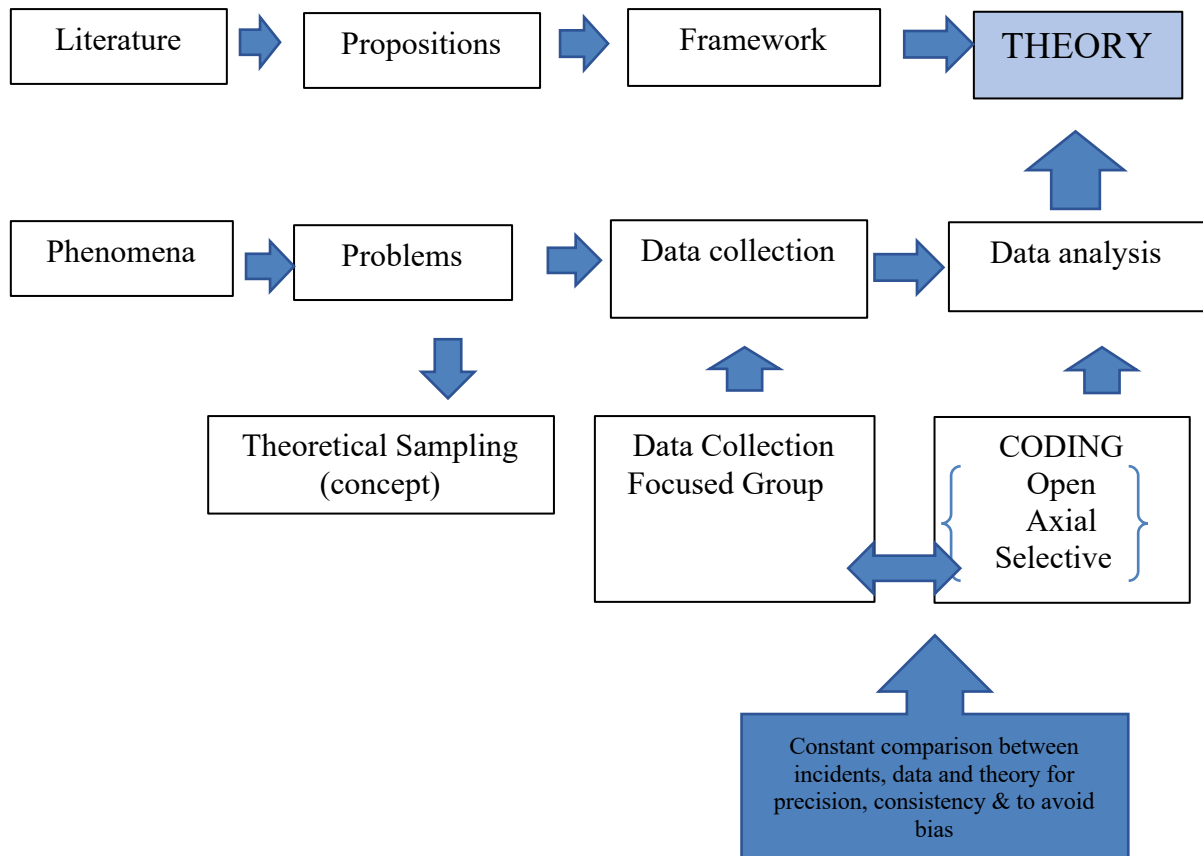 Literature
Propositions
Framework
THEORY
Phenomena
Problems
Data collection
Data analysis
Theoretical Sampling
(concept)
Data Collection
Focused Group
CODING
Open
Axial
Selective
Constant comparison between
incidents, data and theory for
precision, consistency & to avoid
bias